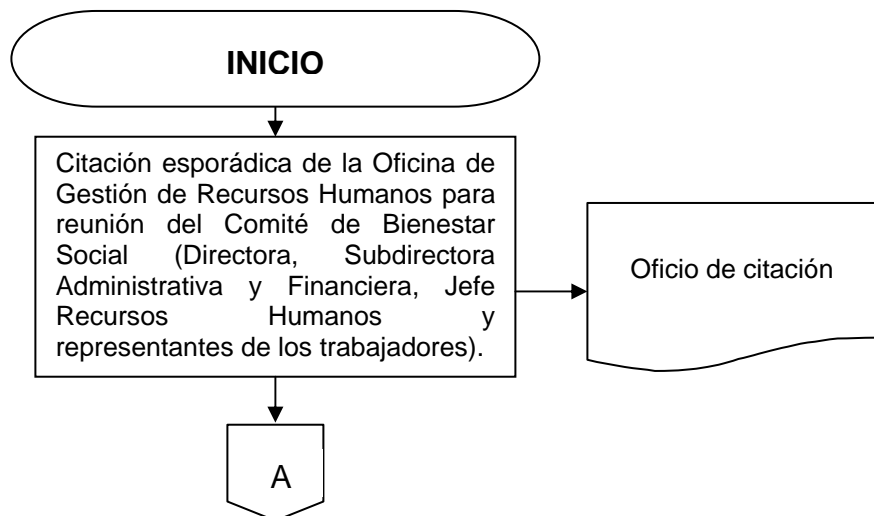 INICIO
Citación esporádica de la Oficina de
Gestión de Recursos Humanos para
reunión del Comité de Bienestar
Social (Directora, Subdirectora
Administrativa y Financiera, Jefe
Recursos Humanos y
representantes de los trabajadores).
Oficio de citación
A